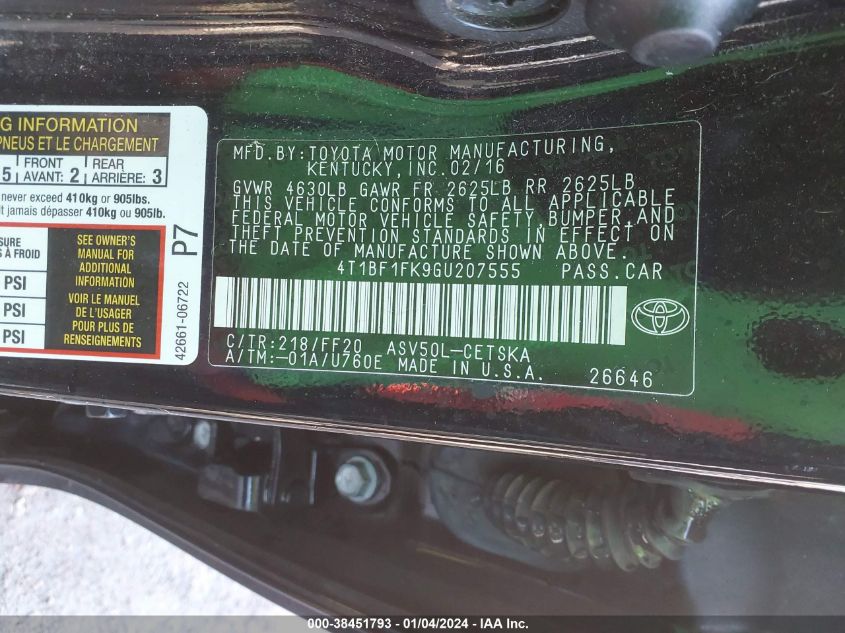 G INFORMATION
PNEUS ET LE CHARGEMENT
5 FRONT AVANT: 2 REAR ARRIÈRE: 3
never exceed 410kg or 905lbs.
it jamais dépasser 410kg ou 905lb.
SURE
S À FROID
PSI
PSI
PSI
SEE OWNER'S
MANUAL FOR
ADDITIONAL
INFORMATION
VOIR LE MANUEL
DE L'USAGER
POUR PLUS DE
RENSEIGNEMENTS
P7
42661-06722
MFD.BY:TOYOTA MOTOR MANUFACTURING,
KENTUCKY, INC. 02/16
GVWR 4630LB GAWR FR 2625LB RR 2625LB
THIS VEHICLE CONFORMS TO ALL APPLICABLE
FEDERAL MOTOR VEHICLE SAFETY, BUMPER, AND
THEFT PREVENTION STANDARDS IN EFFECT ON
THE DATE OF MANUFACTURE SHOWN ABOVE.
4T1BF1FK9GU207555 PASS.CAR
C/TR:218/FF20 ASV50L-CETSKA
A/TM:-01A/U760E MADE IN U.S.A. 26646
000-38451793 - 01/04/2024 - IAA Inc.